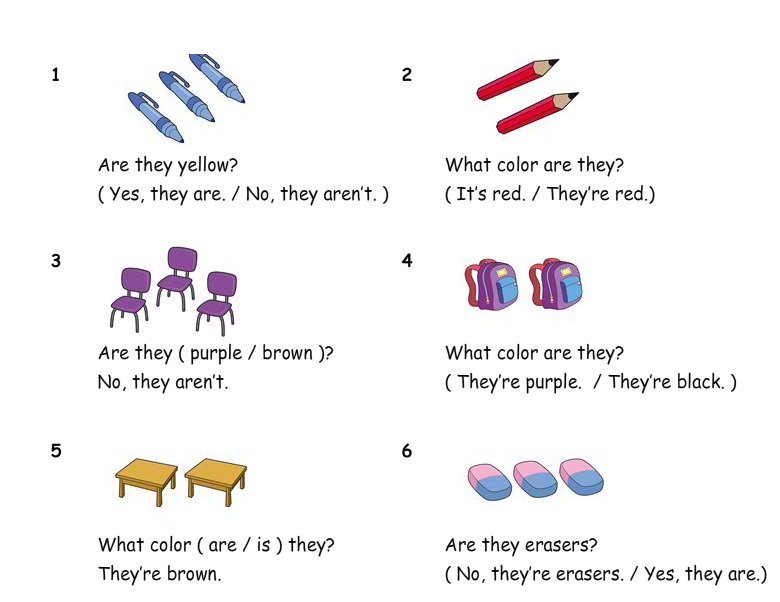 1
Are they yellow?
( Yes, they are. / No, they aren't. )
2
What color are they?
( It's red. / They're red.)
3
Are they ( purple / brown )?
No, they aren't.
4
What color are they?
( They're purple.  / They're black. )
5
What color ( are / is ) they?
They're brown.
6
Are they erasers?
( No, they're erasers. / Yes, they are.)